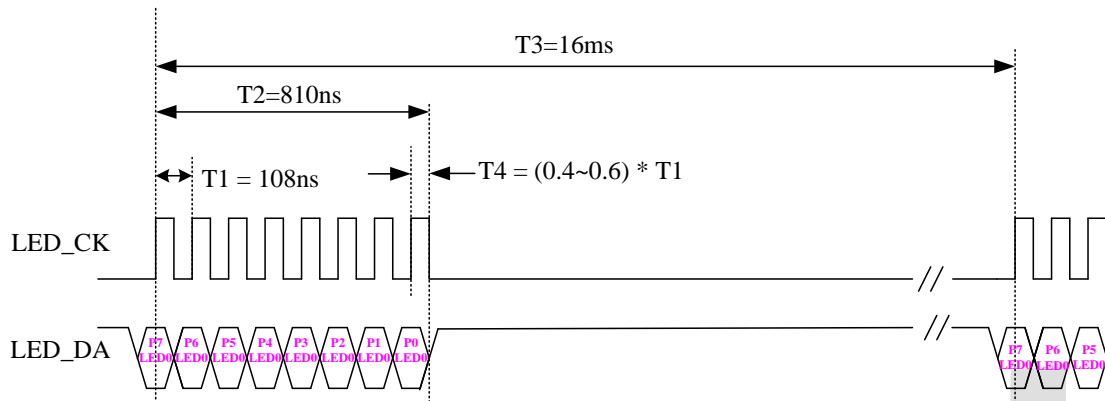 T3=16ms
T2=810ns
T1 = 108ns
T4 = (0.4~0.6) * T1
LED_CK
LED_DA
P7 P6 P5 P4 P3 P2 P1 P0 P7 P6 P5
LED0 LED0 LED0 LED0 LED0 LED0 LED0 LED0 LED0 LED0 LED0